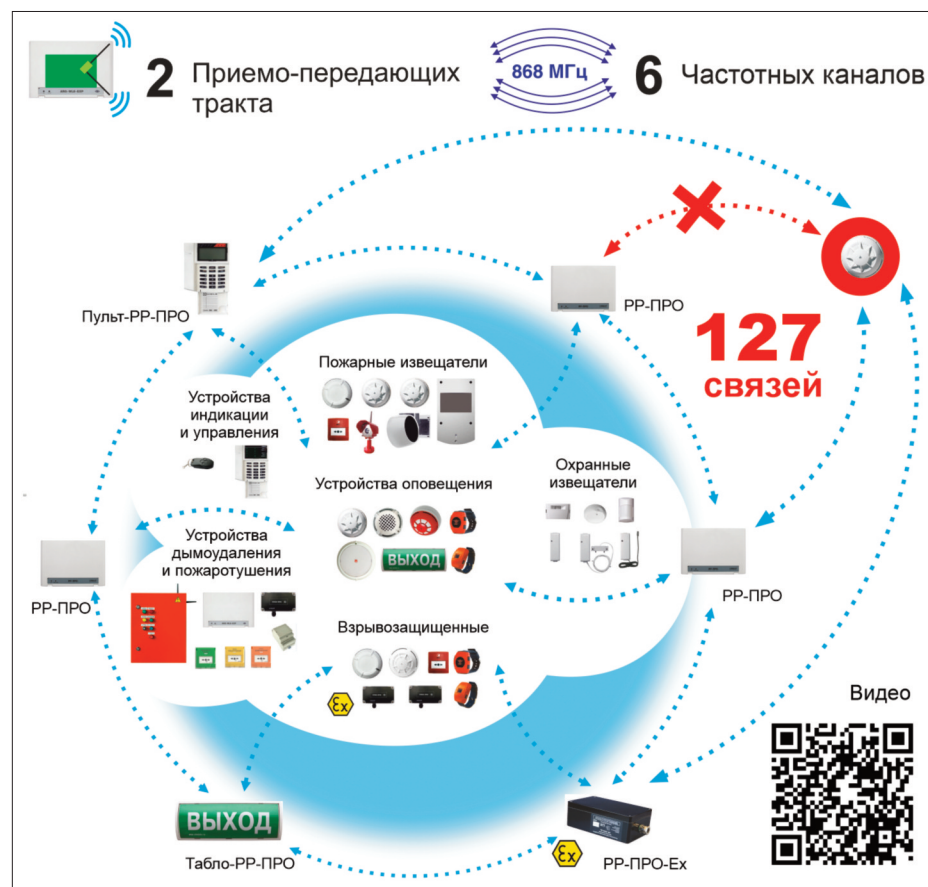 2 Приемо-передающих
тракта
868 МГц
6 Частотных каналов
Пульт-РР-ПРО
РР-ПРО
127
связей
Пожарные извещатели
Устройства
индикации
и управления
Устройства оповещения
ВЫХОД
Охранные
извещатели
Устройства
дымоудаления
и пожаротушения
РР-ПРО
РР-ПРО
Взрывозащищенные
Ex
Видео
ВЫХОД
Табло-РР-ПРО
Ex
РР-ПРО-Ex